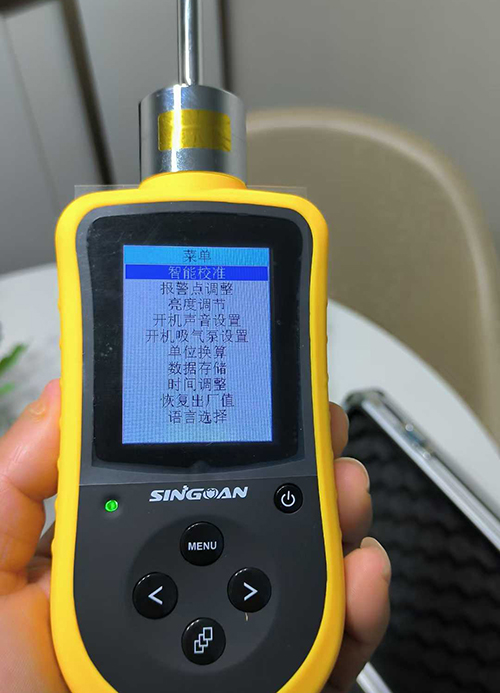 菜单
智能校准
报警点调整
亮度调节
开机声音设置
开机吸气泵设置
单位换算
数据存储
时间调整
恢复出厂值
语言选择
SINGOAN
MENU
< >